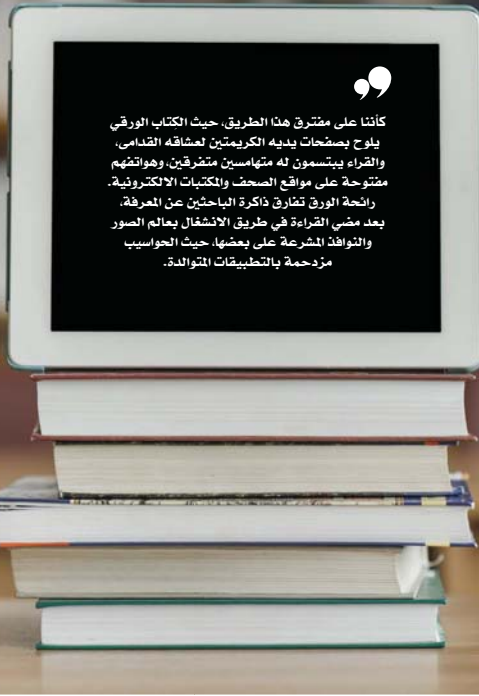 كأننا على مفترق هذا الطريق، حيث الكِتاب الورقي
يلوح بصفحات يديه الكريمتين لعشاقه القدامى،
والقراء يبتسمون له متهامسين متفرقين، وهواتفهم
مفتوحة على مواقع الصحف والمكتبات الالكترونية.
رائحة الورق تفارق ذاكرة الباحثين عن المعرفة،
بعد مضي القراءة في طريق الانشغال بعالم الصور
والنوافذ المشرعة على بعضها، حيث الحواسيب
مزدحمة بالتطبيقات المتوالدة.